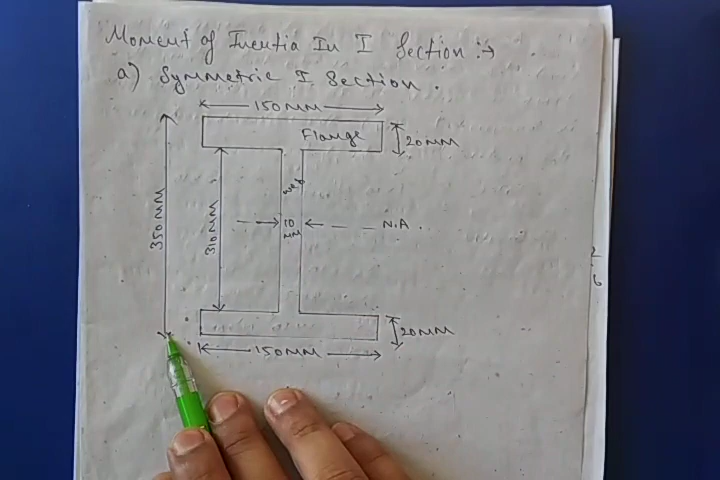 Moment of Inertia In I Section :→
a) Symmetric I Section.
150MM
Flange
20MM
web
350MM
310MM
10
MM
N.A.
20MM
150MM